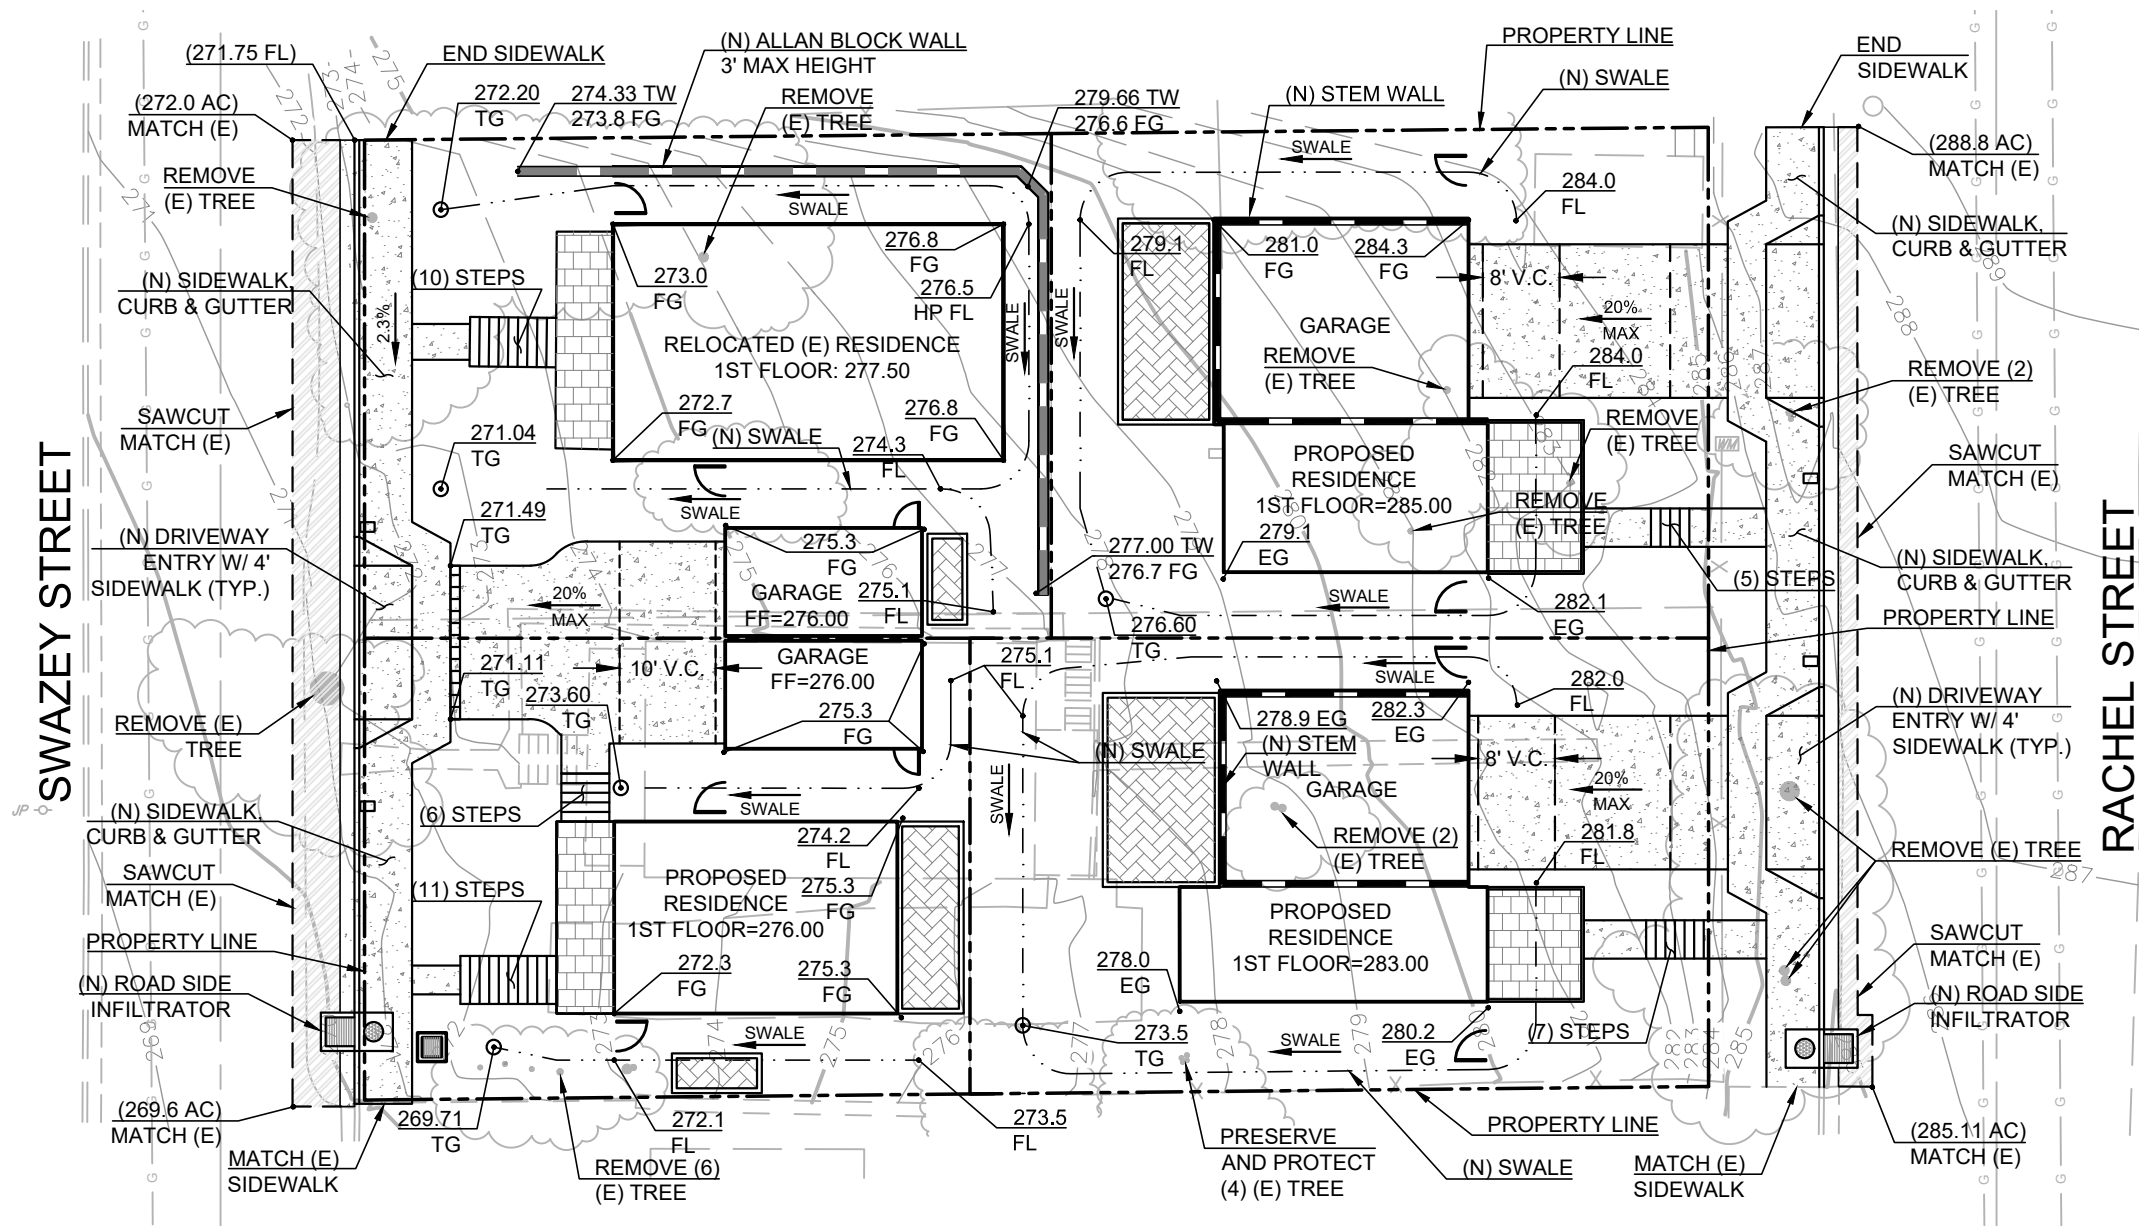 (271.75 FL)
END SIDEWALK
(N) ALLAN BLOCK WALL
3' MAX HEIGHT
PROPERTY LINE
END
SIDEWALK
(272.0 AC)
MATCH (E)
272.20
TG
274.33 TW
273.8 FG
REMOVE
(E) TREE
279.66 TW
276.6 FG
(N) STEM WALL
(N) SWALE
(288.8 AC)
MATCH (E)
REMOVE
(E) TREE
SWALE
SWALE
284.0
FL
(N) SIDEWALK,
CURB & GUTTER
(N) SIDEWALK,
CURB & GUTTER
2.3%
(10) STEPS
273.0
FG
276.8
FG
276.5
HP FL
SWALE
SWALE
279.1
FL
281.0
FG
284.3
FG
8' V.C.
20%
MAX
RELOCATED (E) RESIDENCE
1ST FLOOR: 277.50
GARAGE
REMOVE
(E) TREE
284.0
FL
REMOVE (2)
(E) TREE
SAWCUT
MATCH (E)
272.7
FG
276.8
FG
(N) SWALE
274.3
FL
271.04
TG
REMOVE
(E) TREE
PROPOSED
RESIDENCE
1ST FLOOR=285.00
SAWCUT
MATCH (E)
SWAZEY STREET
RACHEL STREET
SWALE
271.49
TG
REMOVE
(E) TREE
279.1
EG
(N) DRIVEWAY
ENTRY W/ 4'
SIDEWALK (TYP.)
275.3
FG
GARAGE
FF=276.00
275.1
FL
277.00 TW
276.7 FG
(N) SIDEWALK,
CURB & GUTTER
(5) STEPS
20%
MAX
SWALE
282.1
EG
276.60
TG
PROPERTY LINE
271.11
TG
273.60
TG
10' V.C.
GARAGE
FF=276.00
275.3
FG
275.1
FL
SWALE
282.0
FL
REMOVE (E)
TREE
278.9 EG
(N) STEM
WALL
282.3
EG
GARAGE
(N) SWALE
8' V.C.
20%
MAX
(N) DRIVEWAY
ENTRY W/ 4'
SIDEWALK (TYP.)
JP
(N) SIDEWALK,
CURB & GUTTER
(6) STEPS
SWALE
SWALE
274.2
FL
REMOVE (2)
(E) TREE
281.8
FL
REMOVE (E) TREE
SAWCUT
MATCH (E)
(11) STEPS
PROPOSED
RESIDENCE
1ST FLOOR=276.00
275.3
FG
PROPOSED
RESIDENCE
1ST FLOOR=283.00
PROPERTY LINE
SAWCUT
MATCH (E)
272.3
FG
275.3
FG
278.0
EG
(N) ROAD SIDE
INFILTRATOR
(N) ROAD SIDE
INFILTRATOR
SWALE
273.5
TG
SWALE
280.2
EG
(7) STEPS
(269.6 AC)
MATCH (E)
269.71
TG
272.1
FL
273.5
FL
PROPERTY LINE
(285.11 AC)
MATCH (E)
MATCH (E)
SIDEWALK
REMOVE (6)
(E) TREE
PRESERVE
AND PROTECT
(4) (E) TREE
(N) SWALE
MATCH (E)
SIDEWALK